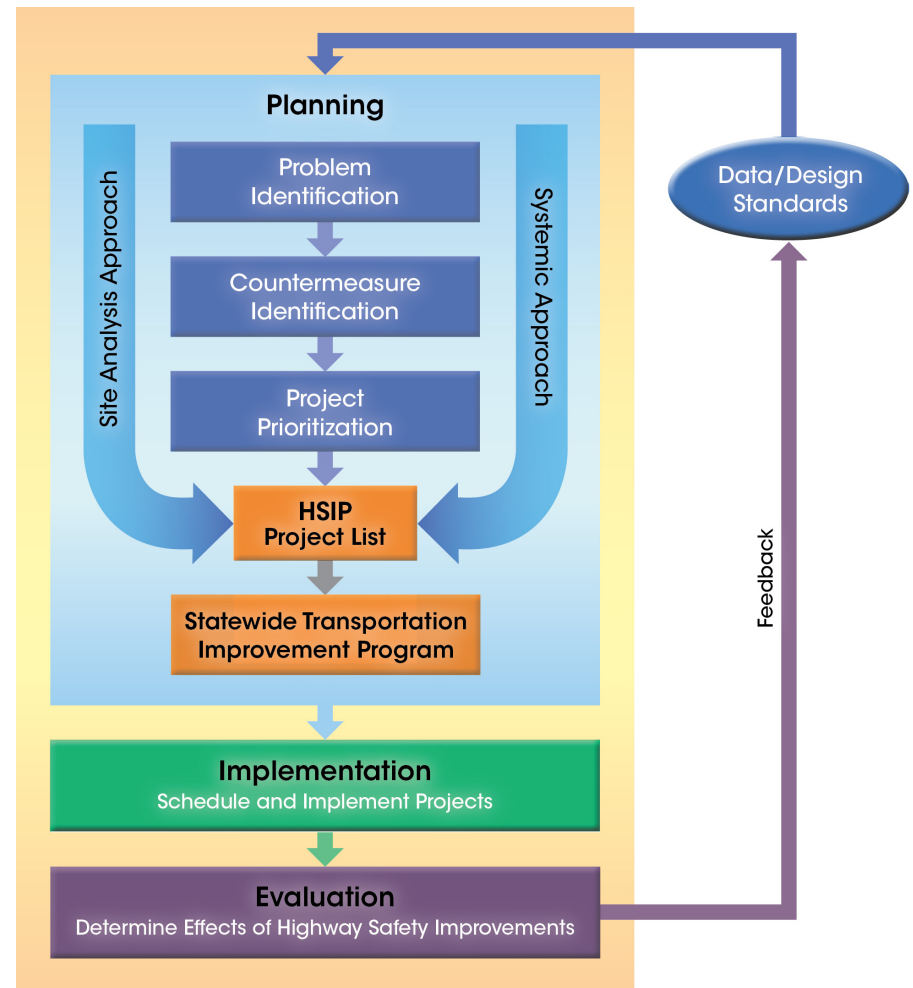 Planning
Problem
Identification
Countermeasure
Identification
Project
Prioritization
Site Analysis Approach
Systemic Approach
HSIP
Project List
Statewide Transportation
Improvement Program
Implementation
Schedule and Implement Projects
Evaluation
Determine Effects of Highway Safety Improvements
Feedback
Data/Design
Standards